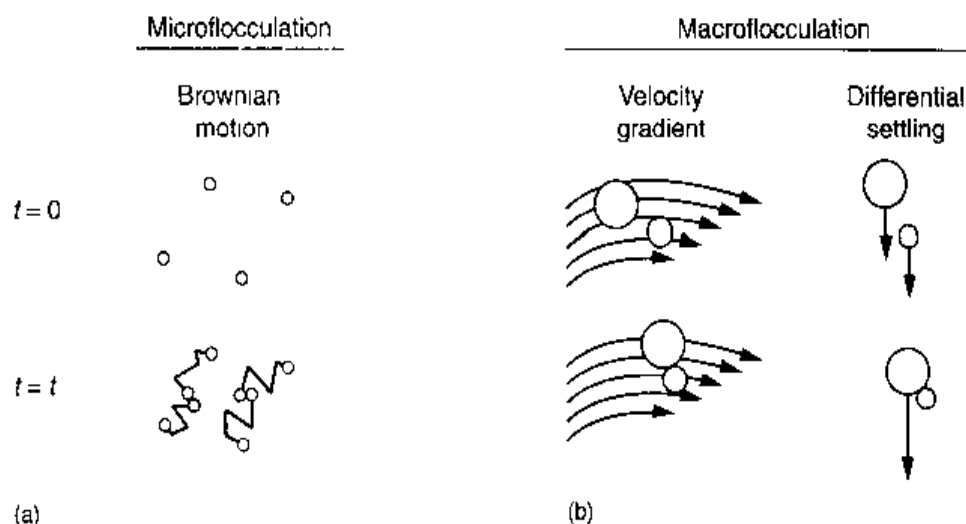 Microflocculation
Macroflocculation
Brownian
motion
Velocity
gradient
Differential
settling
t = 0
t = t
(a)
(b)